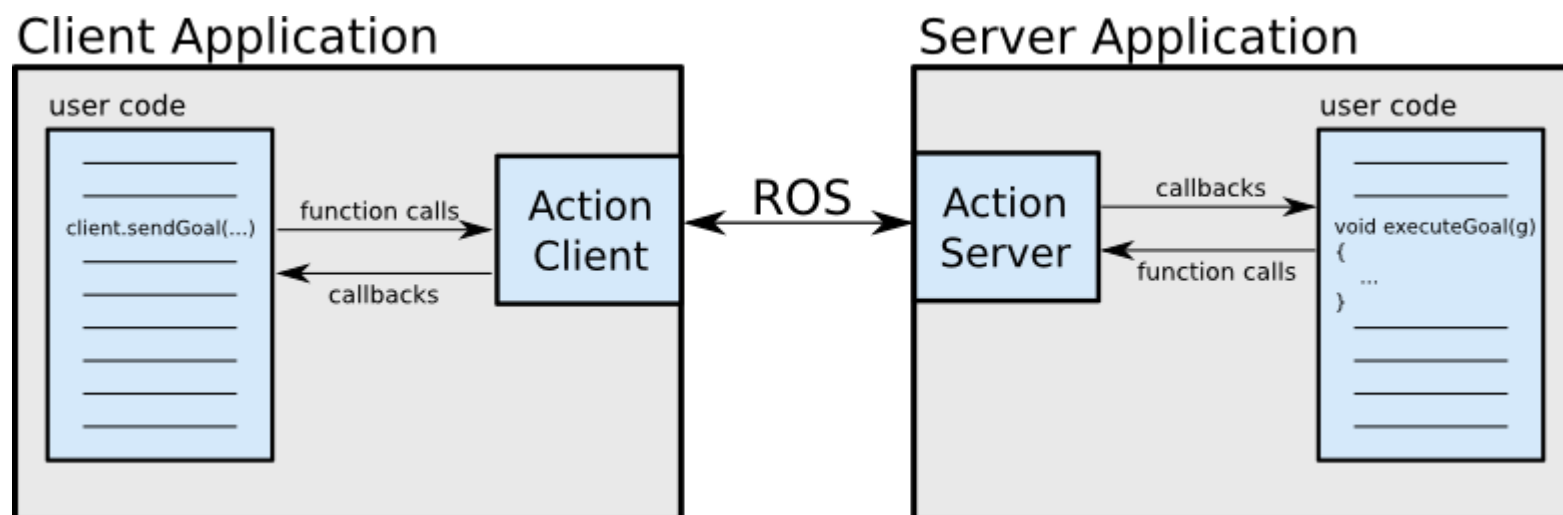 Client Application
user code
client.sendGoal(...)
function calls
callbacks
Action
Client
ROS
Server Application
Action
Server
callbacks
function calls
user code
void executeGoal(g)
{
...
}